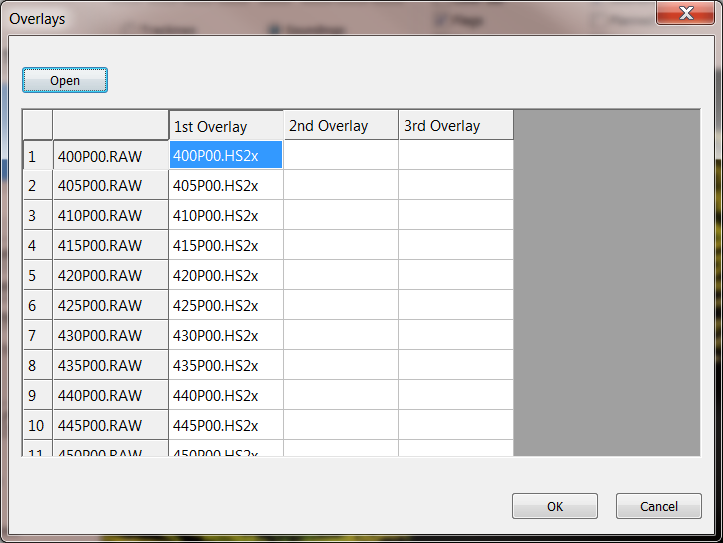 Overlays
Open
1st Overlay 2nd Overlay 3rd Overlay
1 400P00.RAW 400P00.HS2x
2 405P00.RAW 405P00.HS2x
3 410P00.RAW 410P00.HS2x
4 415P00.RAW 415P00.HS2x
5 420P00.RAW 420P00.HS2x
6 425P00.RAW 425P00.HS2x
7 430P00.RAW 430P00.HS2x
8 435P00.RAW 435P00.HS2x
9 440P00.RAW 440P00.HS2x
10 445P00.RAW 445P00.HS2x
11 450P00.RAW 450P00.HS2x
OK Cancel